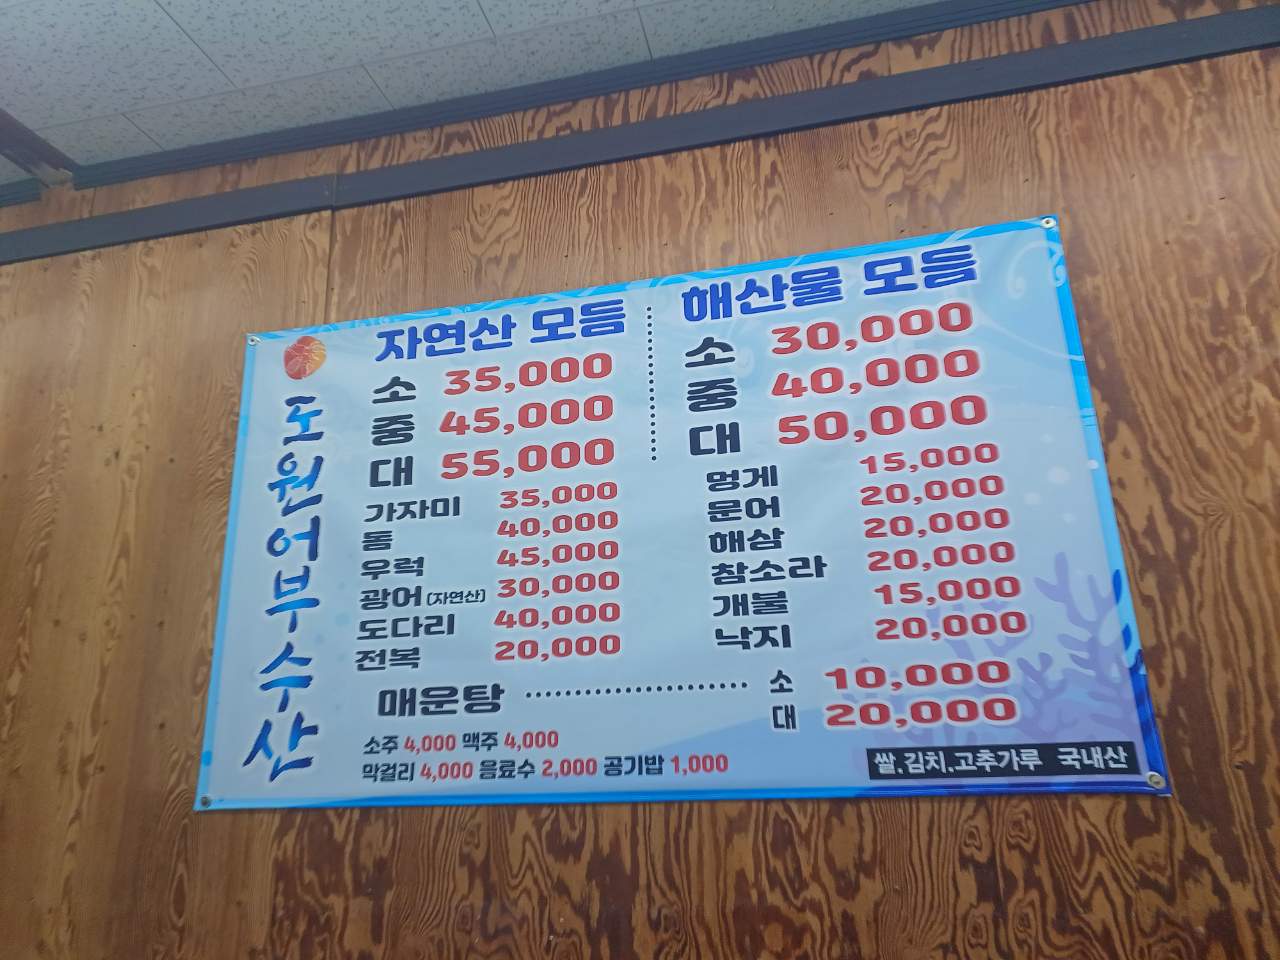 도원어부수산
자연산 모듬
소 35,000
중 45,000
대 55,000
가자미 35,000
돔 40,000
우럭 45,000
광어(자연산) 30,000
도다리 40,000
전복 20,000
해산물 모듬
소 30,000
중 40,000
대 50,000
멍게 15,000
문어 20,000
해삼 20,000
참소라 20,000
개불 15,000
낙지 20,000
매운탕 ........................ 소 10,000
대 20,000
소주 4,000 맥주 4,000
막걸리 4,000 음료수 2,000 공기밥 1,000
쌀.김치.고추가루 국내산